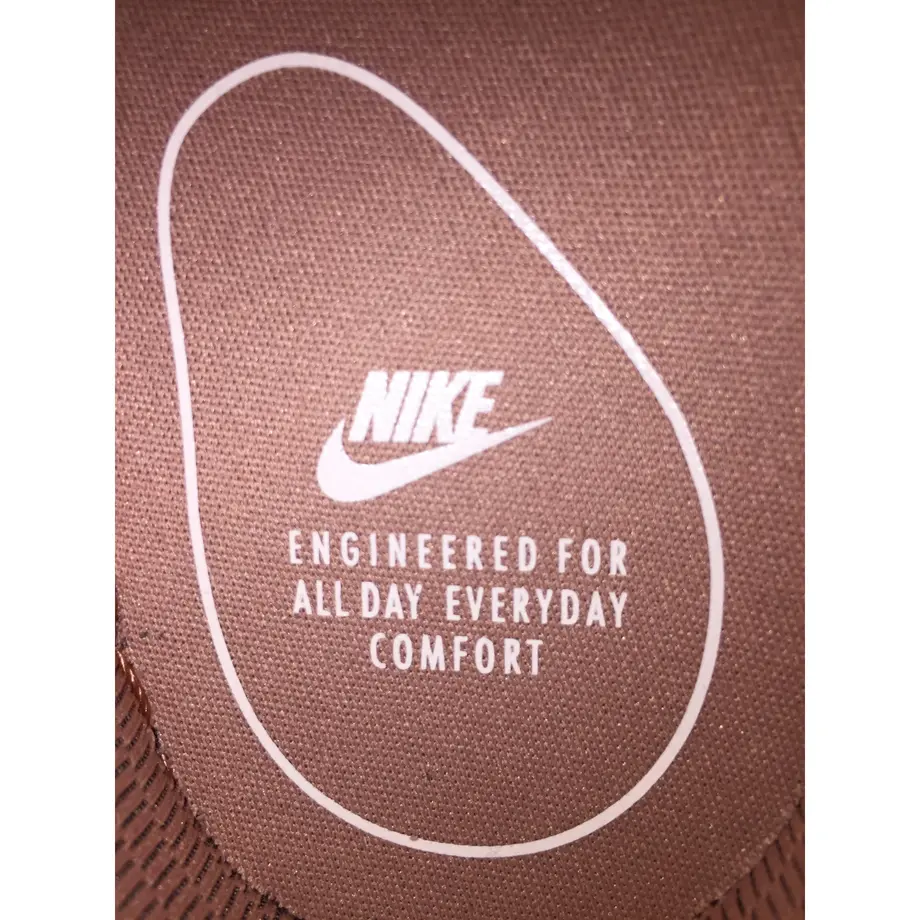 NIKE
ENGINEERED FOR
ALL DAY EVERYDAY
COMFORT